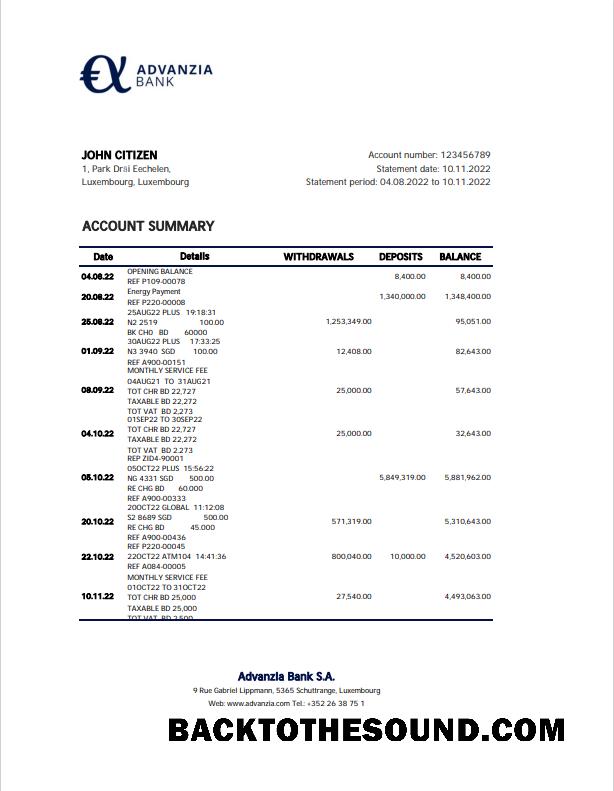 €α ADVANZIA
BANK
JOHN CITIZEN
1, Park Dräi Eechelen,
Luxembourg, Luxembourg
Account number: 123456789
Statement date: 10.11.2022
Statement period: 04.08.2022 to 10.11.2022
ACCOUNT SUMMARY
Date Details WITHDRAWALS DEPOSITS BALANCE
04.08.22 OPENING BALANCE 8,400.00 8,400.00
REF P109-00078
20.08.22 Energy Payment 1,340,000.00 1,348,400.00
REF P220-00008
25AUG22 PLUS 19:18:31
25.08.22 N2 2519 100.00 1,253,349.00 95,051.00
BK CH0 BD 60000
30AUG22 PLUS 17:33:25
01.09.22 N3 3940 SGD 100.00 12,408.00 82,643.00
REF A900-00151
MONTHLY SERVICE FEE
04AUG21 TO 31AUG21
08.09.22 TOT CHR BD 22,727 25,000.00 57,643.00
TAXABLE BD 22,272
TOT VAT BD 2,273
01SEP22 TO 30SEP22
TOT CHR BD 22,727
04.10.22 TAXABLE BD 22,272 25,000.00 32,643.00
TOT VAT BD 2.273
REP ZID4-90001
05OCT22 PLUS 15:56:22
05.10.22 NG 4331 SGD 500.00 5,849,319.00 5,881,962.00
RE CHG BD 60.000
REF A900-00333
20OCT22 GLOBAL 11:12:08
20.10.22 S2 8689 SGD 500.00 571,319.00 5,310,643.00
RE CHG BD 45.000
REF A900-00436
REF P220-00045
22.10.22 22OCT22 ATM104 14:41:36 800,040.00 10,000.00 4,520,603.00
REF A084-00005
MONTHLY SERVICE FEE
01OCT22 TO 31OCT22
10.11.22 TOT CHR BD 25,000 27,540.00 4,493,063.00
TAXABLE BD 25,000
TOT VAT BD 2,500
Advanzia Bank S.A.
9 Rue Gabriel Lippmann, 5365 Schuttrange, Luxembourg
Web: www.advanzia.com Tel.: +352 26 38 75 1
BACKTOTHESOUND.COM